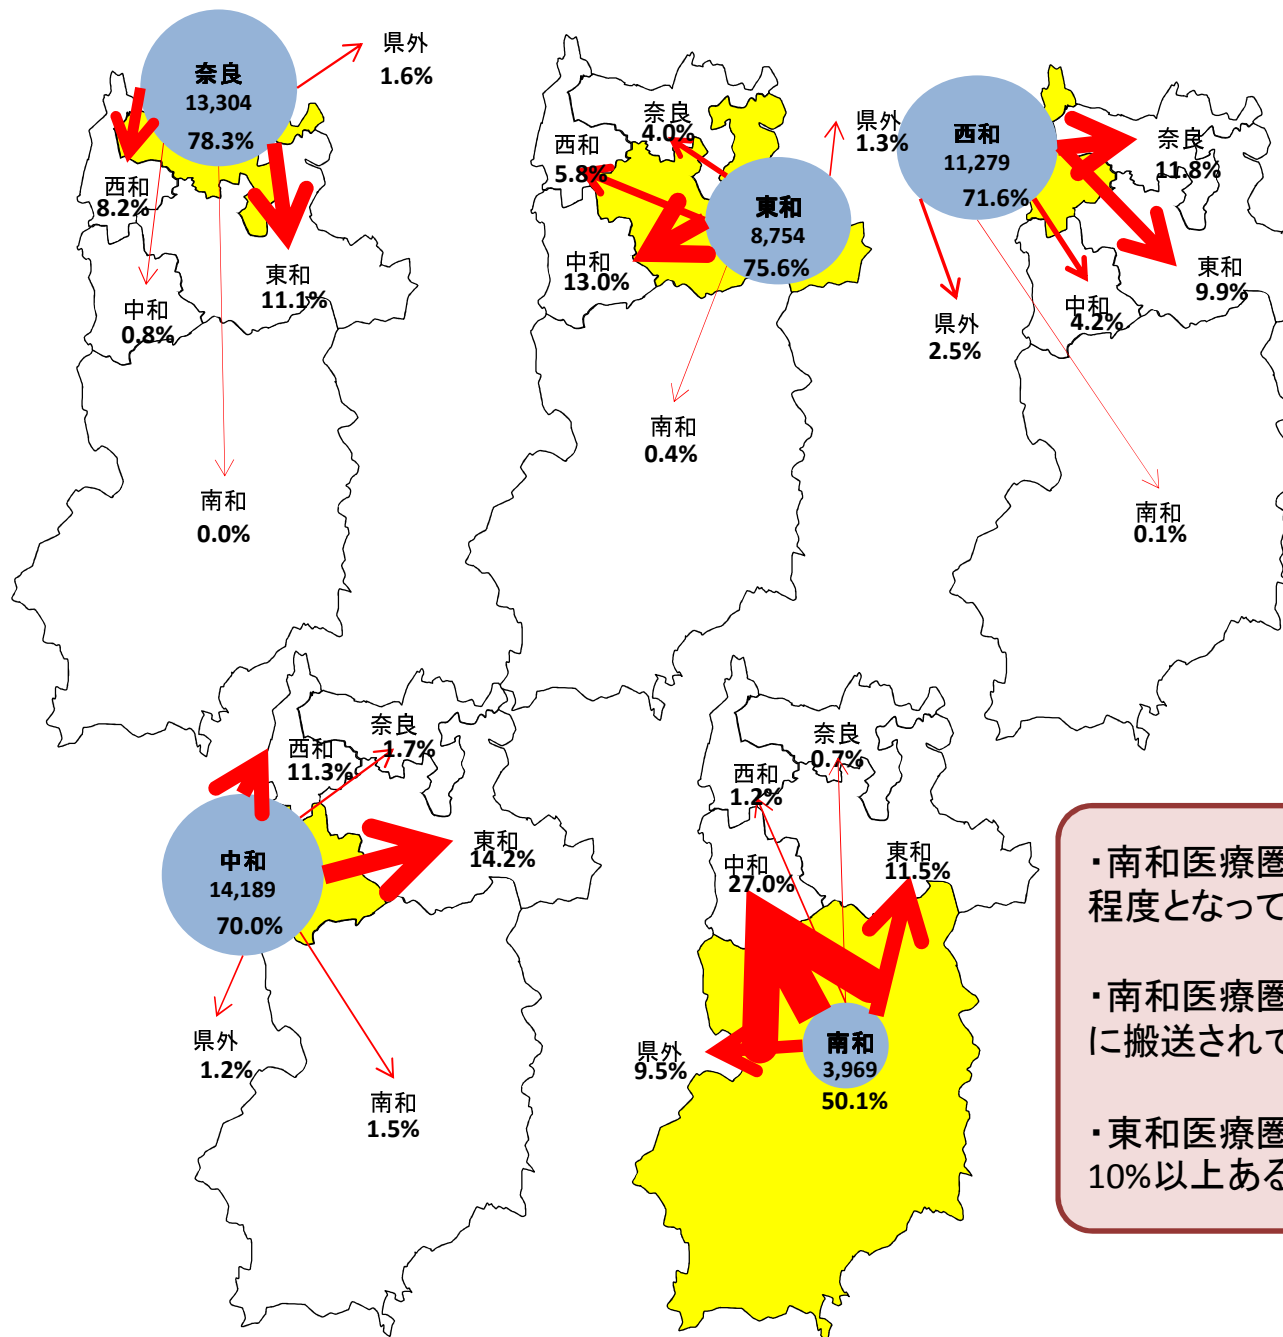 奈良
13,304
78.3%
県外
1.6%
西和
8.2%
中和
0.8%
東和
11.1%
南和
0.0%
東和
8,754
75.6%
奈良
4.0%
西和
5.8%
中和
13.0%
県外
1.3%
南和
0.4%
西和
11,279
71.6%
奈良
11.8%
東和
9.9%
中和
4.2%
県外
2.5%
南和
0.1%
中和
14,189
70.0%
西和
11.3%
奈良
1.7%
東和
14.2%
県外
1.2%
南和
1.5%
南和
3,969
50.1%
奈良
0.7%
西和
1.2%
中和
27.0%
東和
11.5%
県外
9.5%
・南和医療圏
程度となって
・南和医療圏
に搬送されて
・東和医療圏
10%以上ある